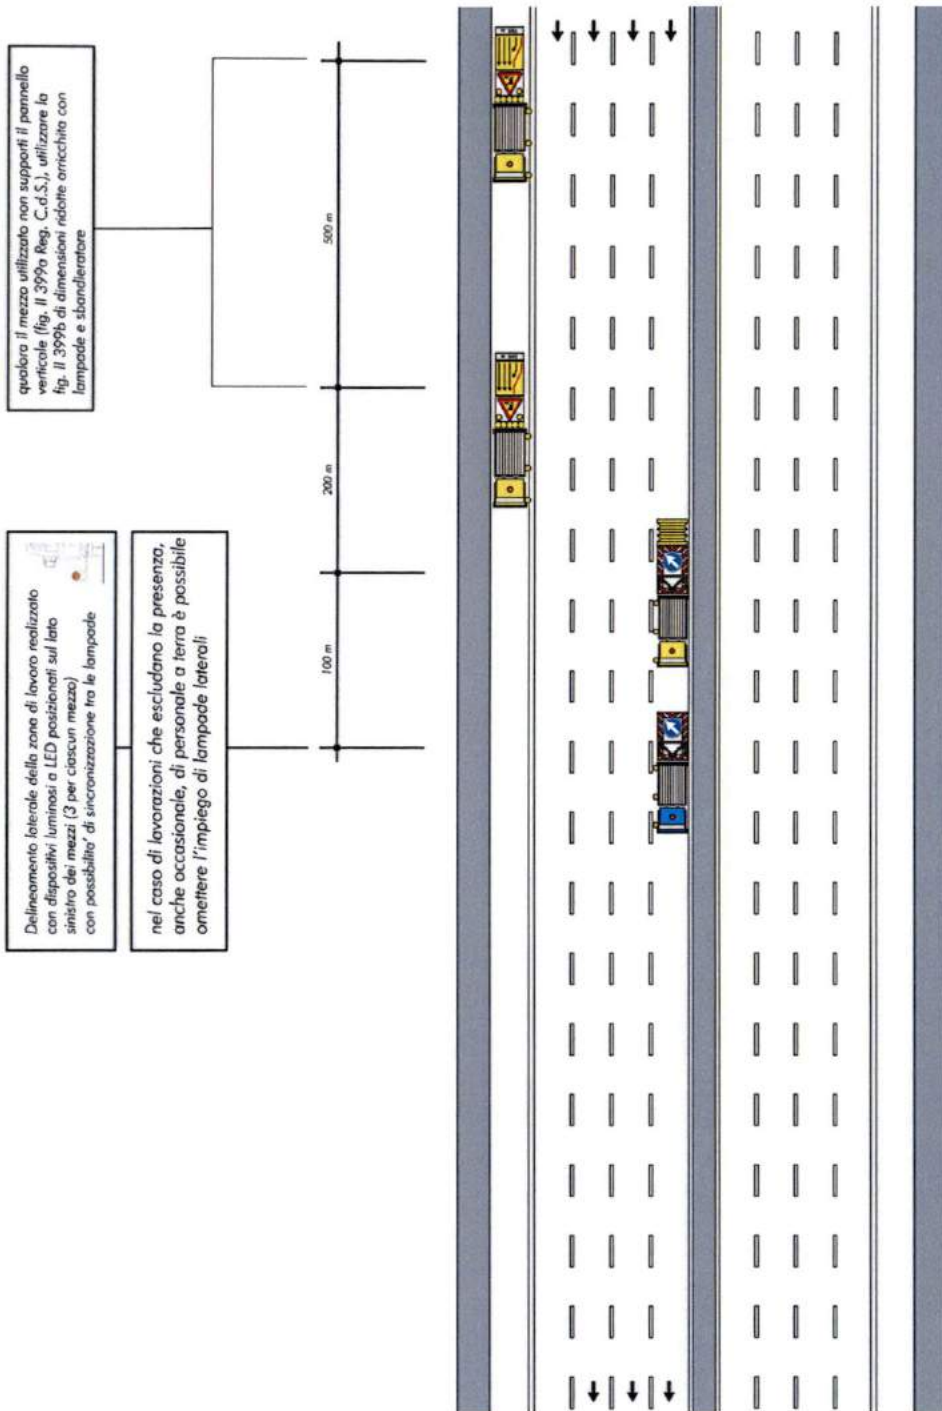 qualora il mezzo utilizzato non supporti il pannello
verticale (fig. II 399a Reg. C.d.S.), utilizzare la
fig. II 399b di dimensioni ridotte arricchita con
lampade e sbandieratore
Delineamento laterale della zona di lavoro realizzato
con dispositivi luminosi a LED posizionati sul lato
sinistro dei mezzi (3 per ciascun mezzo)
con possibilita' di sincronizzazione tra le lampade
nel caso di lavorazioni che escludano la presenza,
anche occasionale, di personale a terra è possibile
omettere l'impiego di lampade laterali
500 m
200 m
100 m